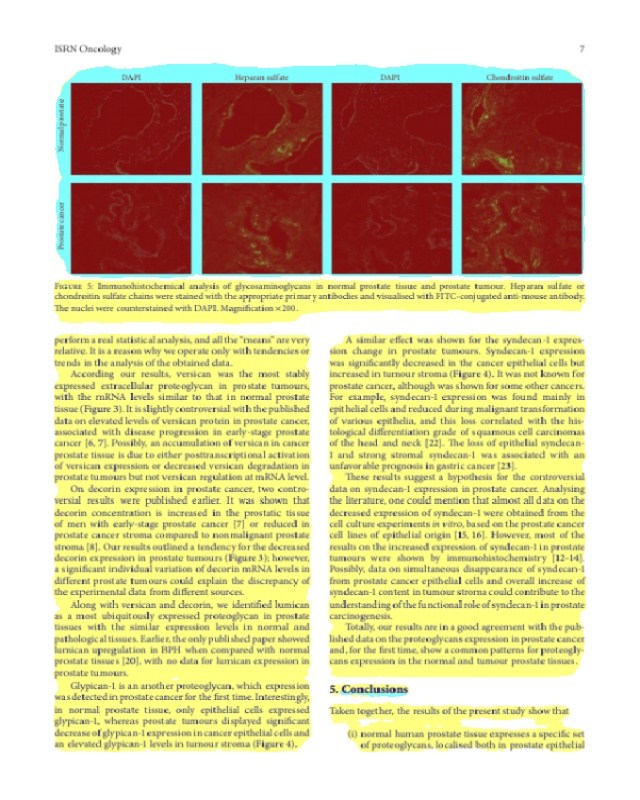 ISRN Oncology 7
DAPI Heparan sulfate DAPI Chondroitin sulfate
Normal prostate
Prostate cancer
Figure 5: Immunohistochemical analysis of glycosaminoglycans in normal prostate tissue and prostate tumour. Heparan sulfate or
chondroitin sulfate chains were stained with the appropriate primary antibodies and visualised with FITC-conjugated anti-mouse antibody.
The nuclei were counterstained with DAPI. Magnification ×200.
perform a real statistical analysis, and all the "means" are very
relative. It is a reason why we operate only with tendencies or
trends in the analysis of the obtained data.
According our results, versican was the most stably
expressed extracellular proteoglycan in prostate tumours,
with the mRNA levels similar to that in normal prostate
tissue (Figure 3). It is slightly controversial with the published
data on elevated levels of versican protein in prostate cancer,
associated with disease progression in early-stage prostate
cancer [6, 7]. Possibly, an accumulation of versican in cancer
prostate tissue is due to either posttranscriptional activation
of versican expression or decreased versican degradation in
prostate tumours but not versican regulation at mRNA level.
On decorin expression in prostate cancer, two contro-
versial results were published earlier. It was shown that
decorin concentration is increased in the prostatic tissue
of men with early-stage prostate cancer [7] or reduced in
prostate cancer stroma compared to nonmalignant prostate
stroma [8]. Our results outlined a tendency for the decreased
decorin expression in prostate tumours (Figure 3); however,
a significant individual variation of decorin mRNA levels in
different prostate tumours could explain the discrepancy of
the experimental data from different sources.
Along with versican and decorin, we identified lumican
as a most ubiquitously expressed proteoglycan in prostate
tissues with the similar expression levels in normal and
pathological tissues. Earlier, the only published paper showed
lumican upregulation in BPH when compared with normal
prostate tissues [20], with no data for lumican expression in
prostate tumours.
Glypican-1 is an another proteoglycan, which expression
was detected in prostate cancer for the first time. Interestingly,
in normal prostate tissue, only epithelial cells expressed
glypican-1, whereas prostate tumours displayed significant
decrease of glypican-1 expression in cancer epithelial cells and
an elevated glypican-1 levels in tumour stroma (Figure 4).
A similar effect was shown for the syndecan-1 expres-
sion change in prostate tumours. Syndecan-1 expression
was significantly decreased in the cancer epithelial cells but
increased in tumour stroma (Figure 4). It was not known for
prostate cancer, although was shown for some other cancers.
For example, syndecan-1 expression was found mainly in
epithelial cells and reduced during malignant transformation
of various epithelia, and this loss correlated with the his-
tological differentiation grade of squamous cell carcinomas
of the head and neck [22]. The loss of epithelial syndecan-
1 and strong stromal syndecan-1 was associated with an
unfavorable prognosis in gastric cancer [23].
These results suggest a hypothesis for the controversial
data on syndecan-1 expression in prostate cancer. Analysing
the literature, one could mention that almost all data on the
decreased expression of syndecan-1 were obtained from the
cell culture experiments in vitro, based on the prostate cancer
cell lines of epithelial origin [15, 16]. However, most of the
results on the increased expression of syndecan-1 in prostate
tumours were shown by immunohistochemistry [12–14].
Possibly, data on simultaneous disappearance of syndecan-1
from prostate cancer epithelial cells and overall increase of
syndecan-1 content in tumour stroma could contribute to the
understanding of the functional role of syndecan-1 in prostate
carcinogenesis.
Totally, our results are in a good agreement with the pub-
lished data on the proteoglycans expression in prostate cancer
and, for the first time, show a common patterns for proteogly-
cans expression in the normal and tumour prostate tissues.
5. Conclusions
Taken together, the results of the present study show that
(i) normal human prostate tissue expresses a specific set
of proteoglycans, localised both in prostate epithelial